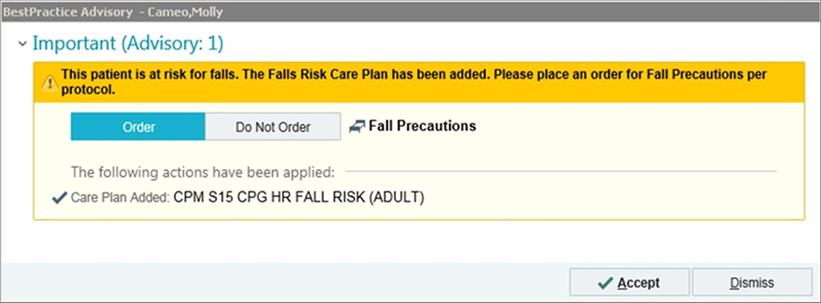 BestPractice Advisory - Cameo,Molly
Important (Advisory: 1)
This patient is at risk for falls. The Falls Risk Care Plan has been added. Please place an order for Fall Precautions per
protocol.
Order Do Not Order Fall Precautions
The following actions have been applied:
Care Plan Added: CPM S15 CPG HR FALL RISK (ADULT)
Accept Dismiss